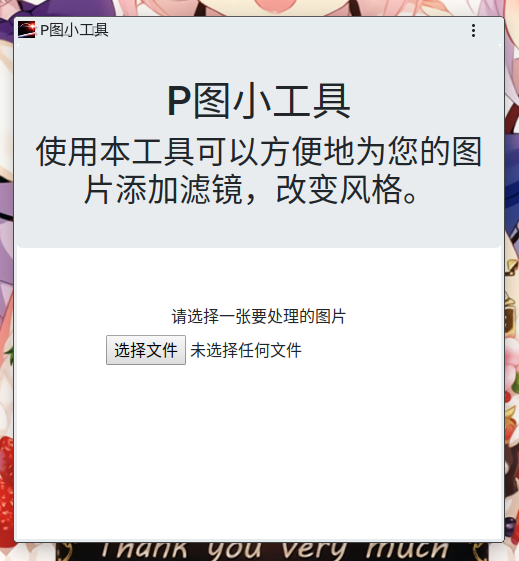 P图小工具
P图小工具
使用本工具可以方便地为您的图
片添加滤镜，改变风格。
请选择一张要处理的图片
选择文件 未选择任何文件
Thank you very much